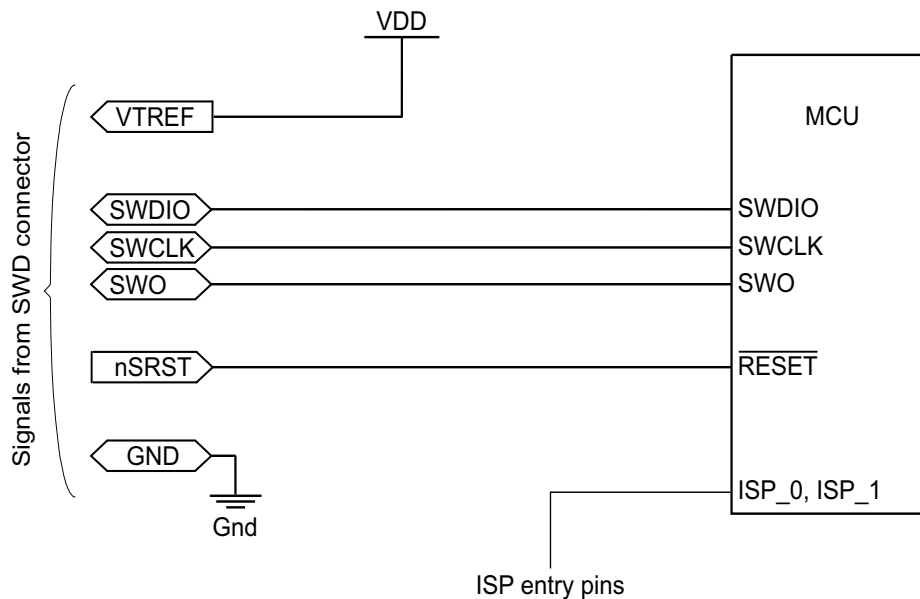 VDD
VTREF
MCU
SWDIO
SWDIO
SWCLK
SWCLK
SWO
SWO
nSRST
RESET
GND
Gnd
ISP_0, ISP_1
ISP entry pins
Signals from SWD connector